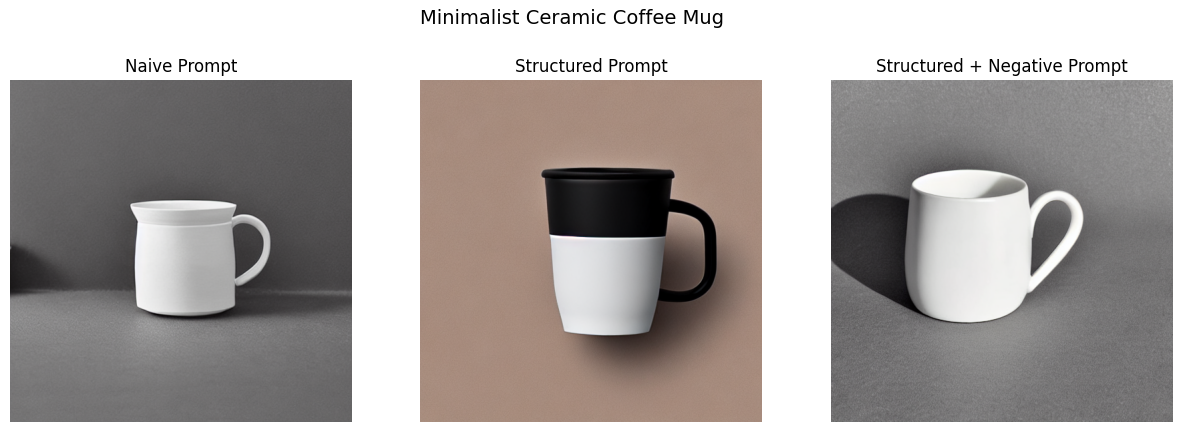 Minimalist Ceramic Coffee Mug
Naive Prompt
Structured Prompt
Structured + Negative Prompt